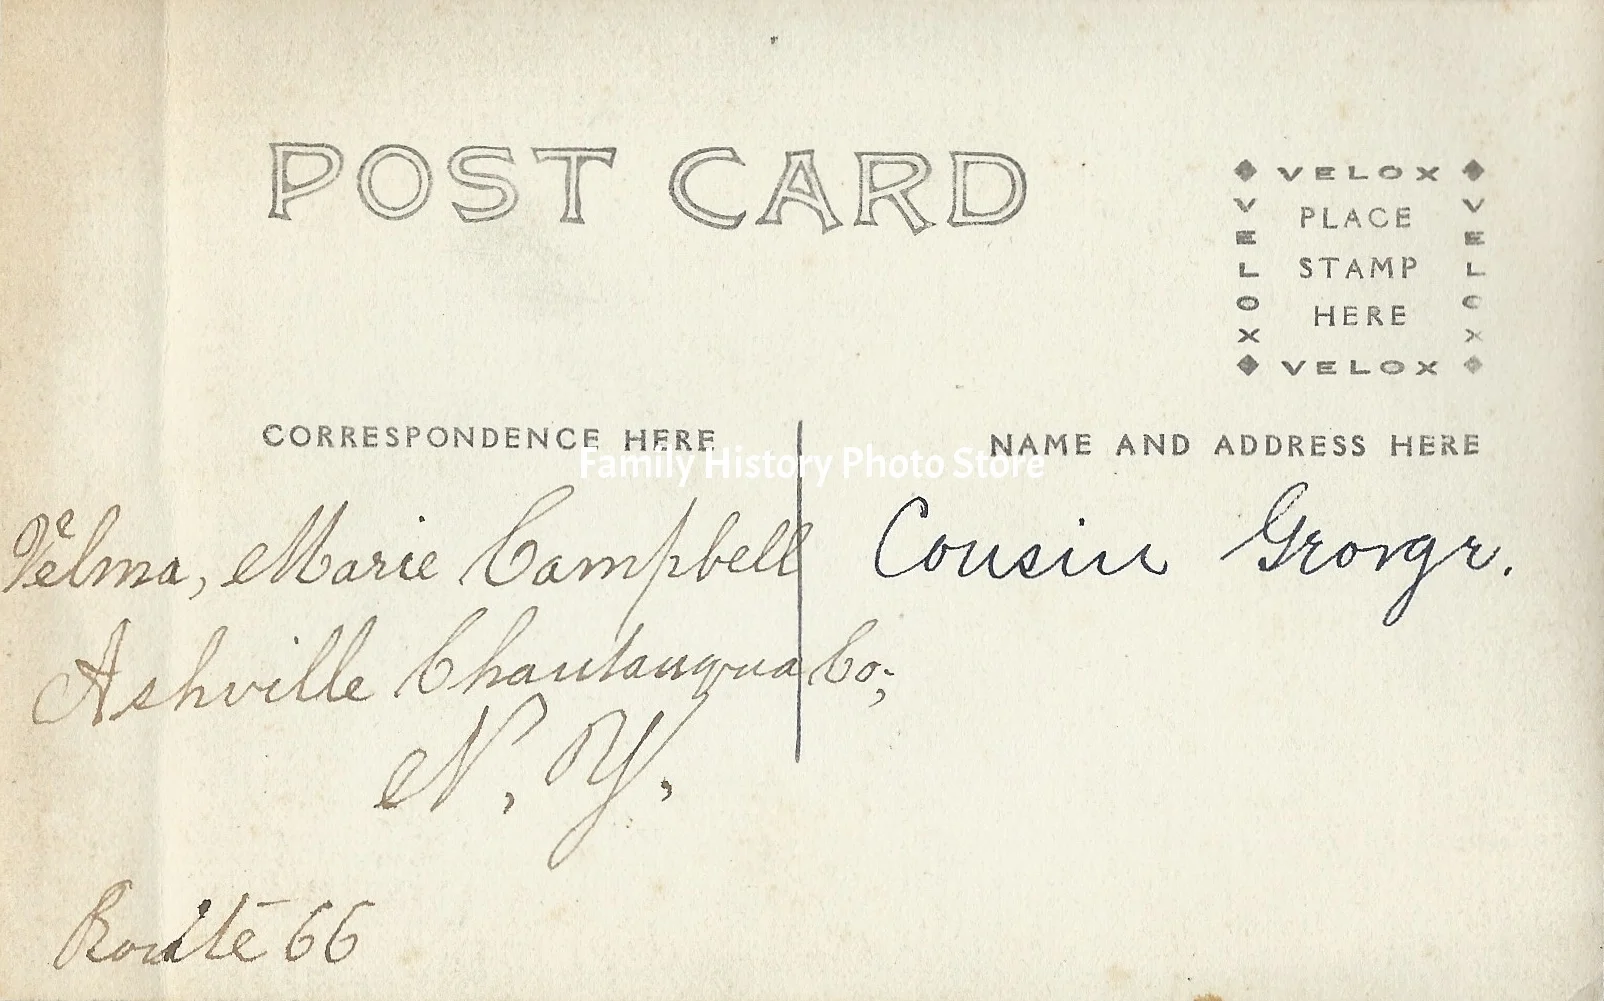 POST CARD
VELOX
VELOX
PLACE
STAMP
HERE
VELOX
VELOX
CORRESPONDENCE HERE
NAME AND ADDRESS HERE
Family History Photo Store
Velma, Marie Campbell
Ashville Chautauqua Co;
N. Y.
Route 66
Cousin George.